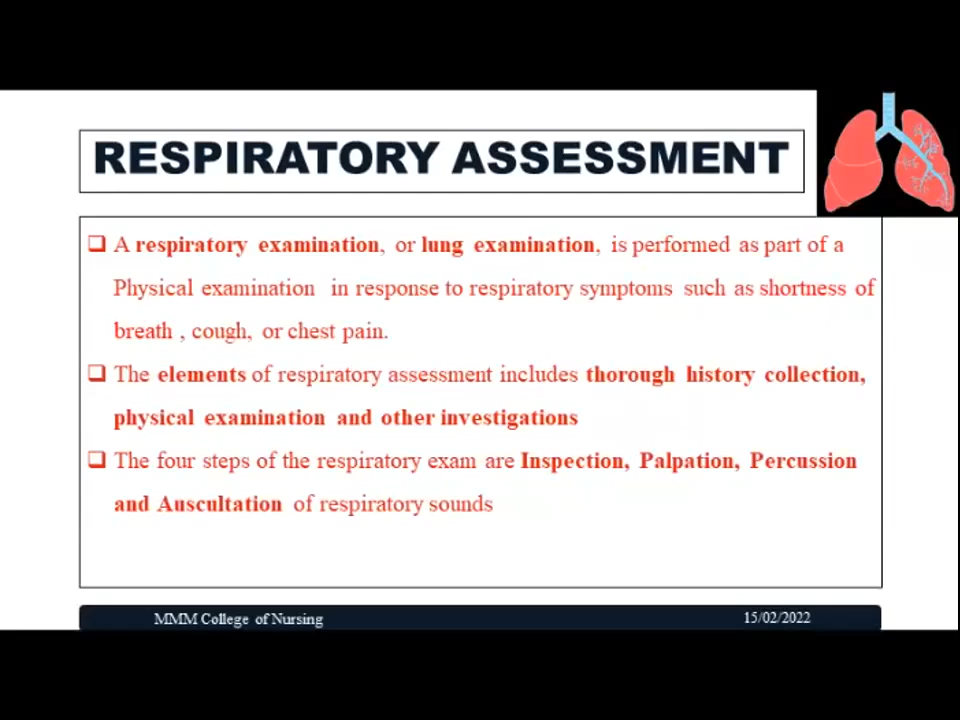 RESPIRATORY ASSESSMENT
A respiratory examination, or lung examination, is performed as part of a
Physical examination in response to respiratory symptoms such as shortness of
breath , cough, or chest pain.
The elements of respiratory assessment includes thorough history collection,
physical examination and other investigations
The four steps of the respiratory exam are Inspection, Palpation, Percussion
and Auscultation of respiratory sounds
MMM College of Nursing
15/02/2022